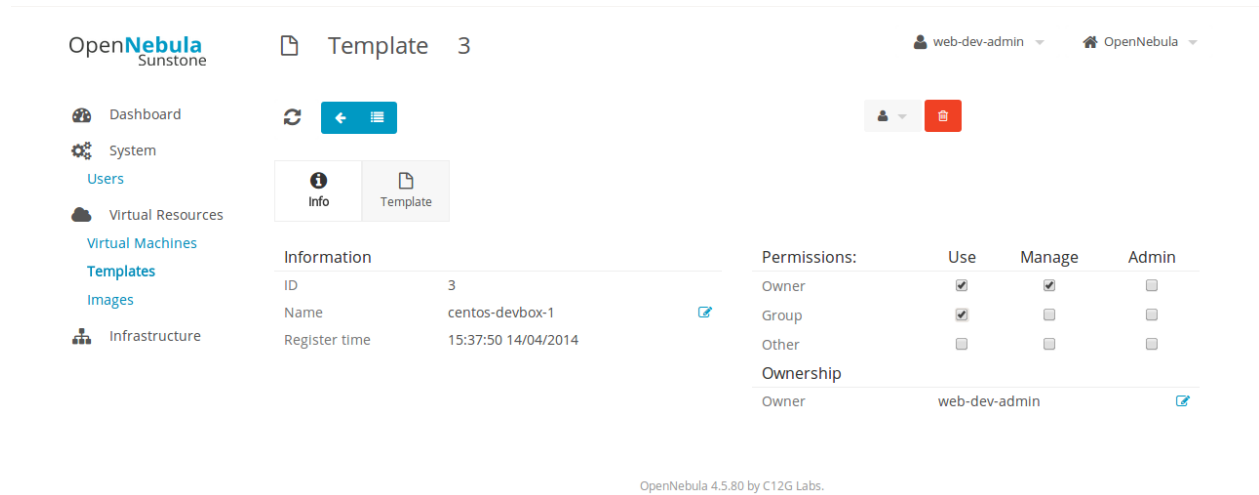 OpenNebula
Sunstone
Template 3
web-dev-admin
OpenNebula
Dashboard
System
Users
Virtual Resources
Virtual Machines
Templates
Images
Infrastructure
Info
Template
Information
ID 3
Name centos-devbox-1
Register time 15:37:50 14/04/2014
Permissions: Use Manage Admin
Owner
Group
Other
Ownership
Owner web-dev-admin
OpenNebula 4.5.80 by C12G Labs.